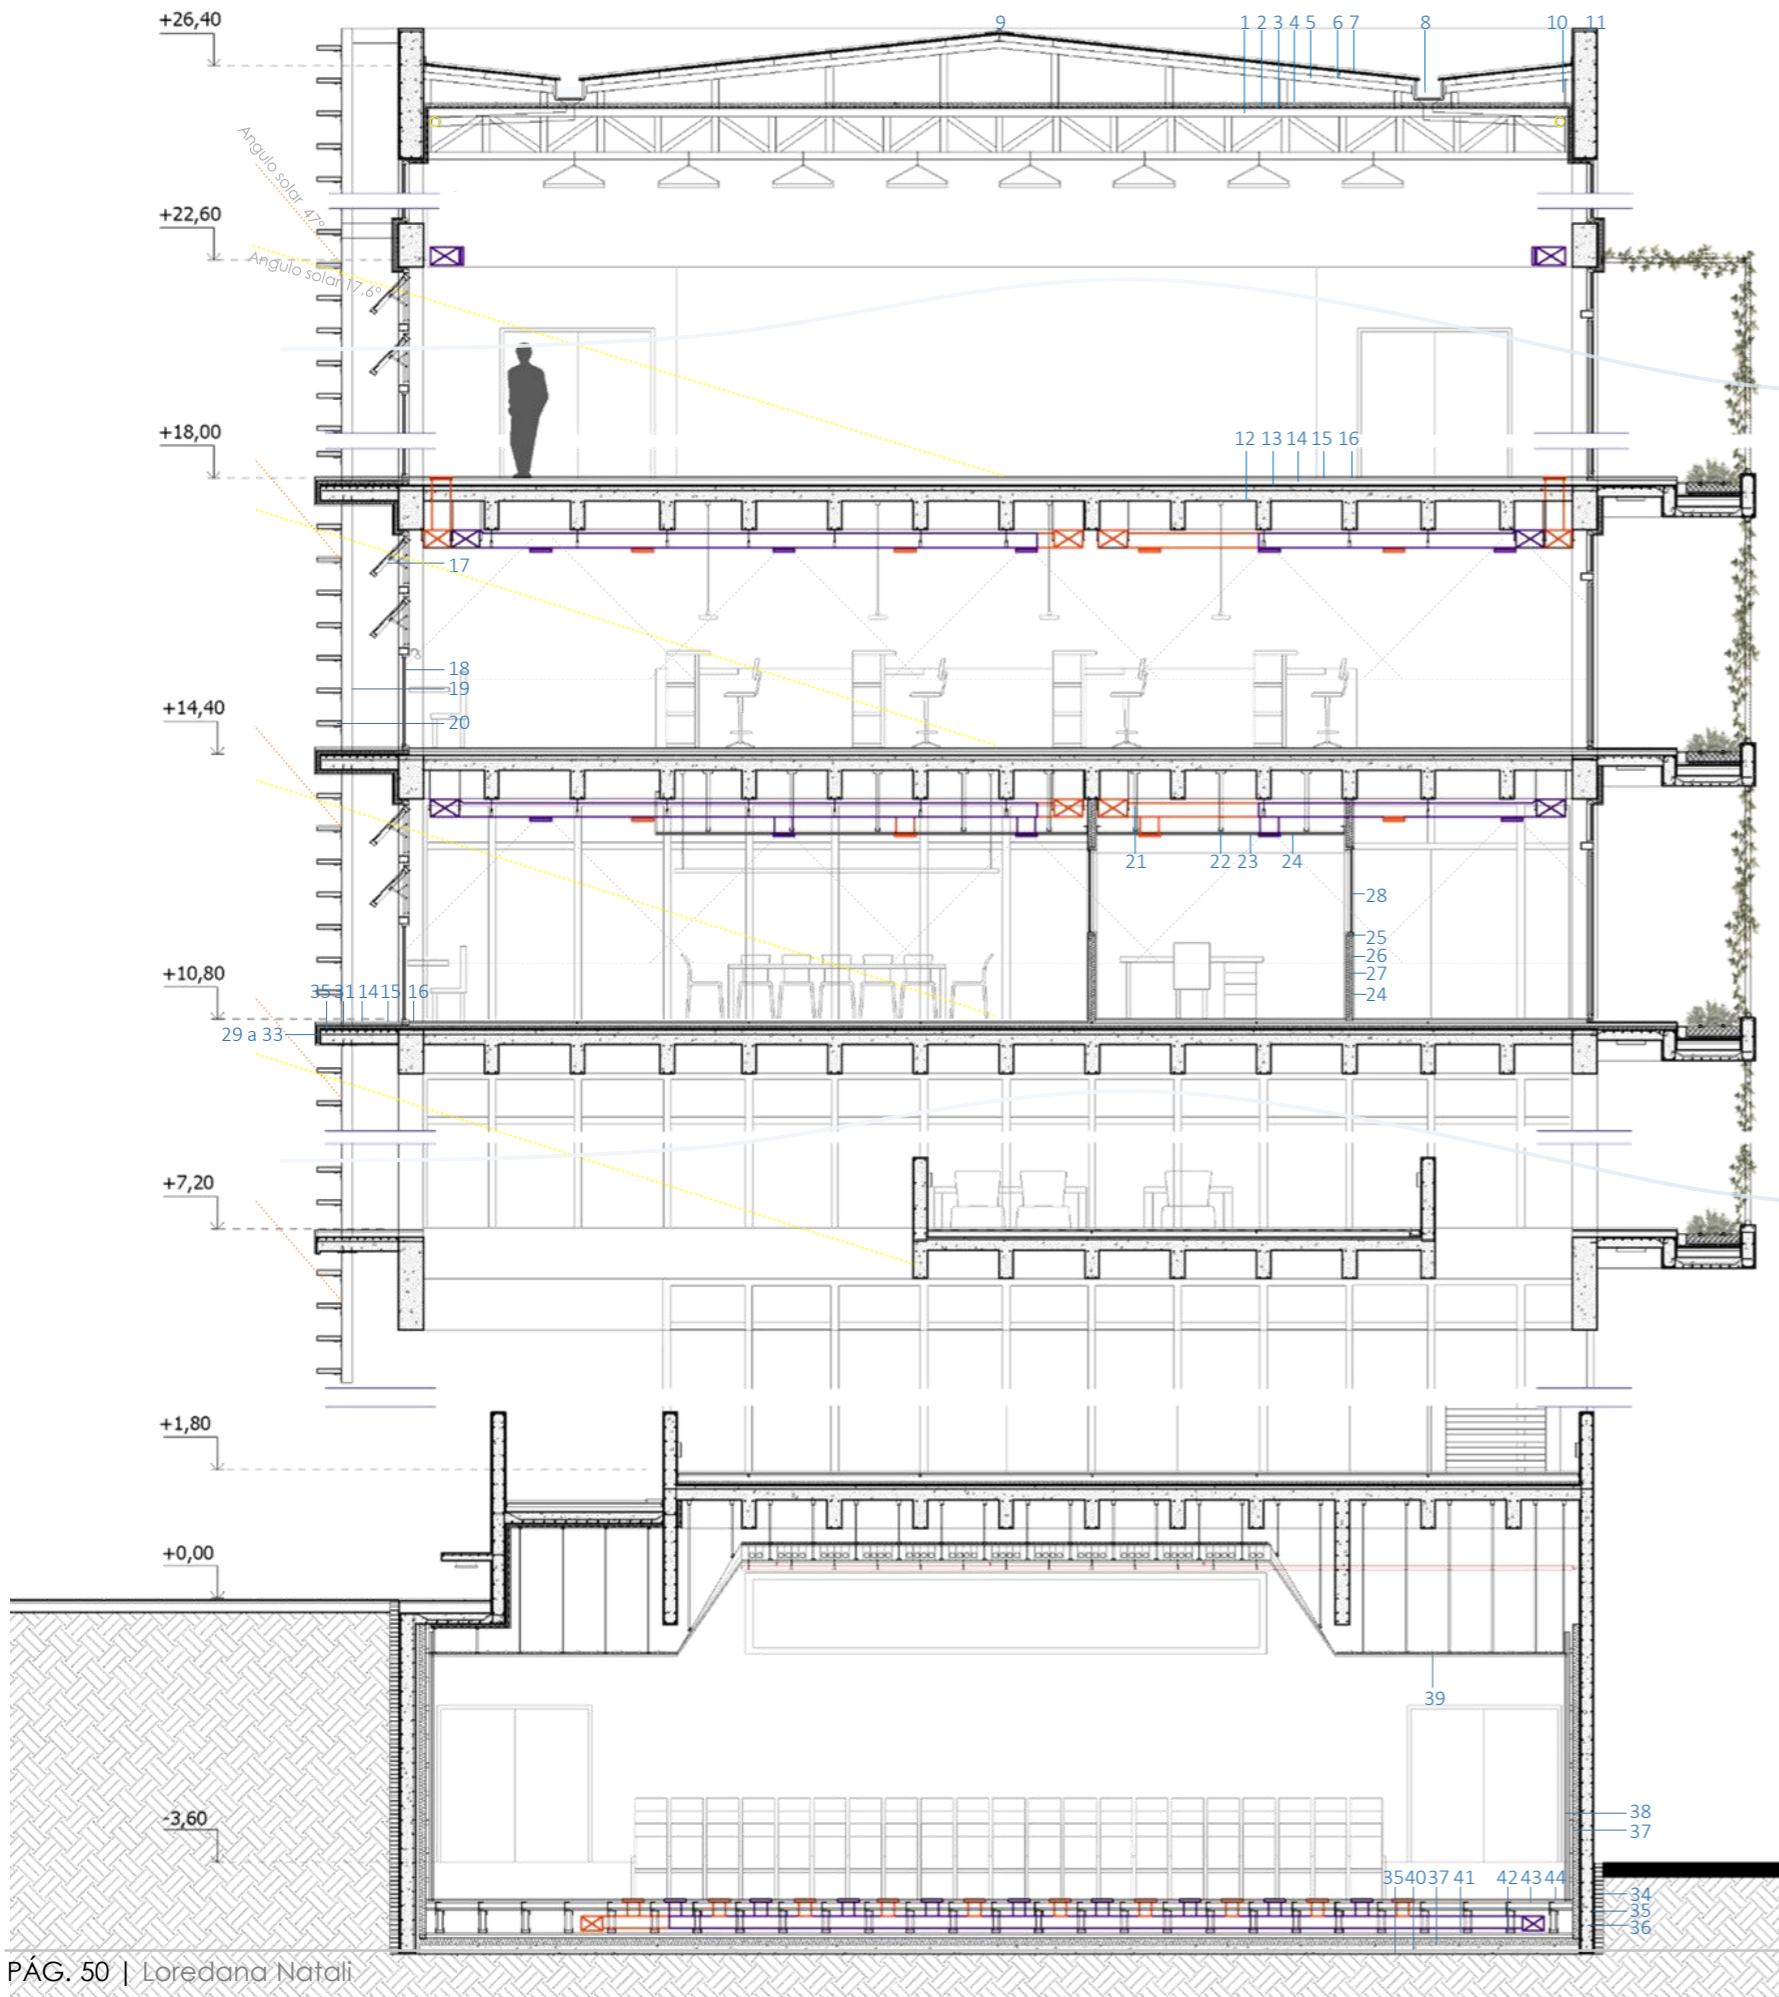 +26,40
9 1 2 3 4 5 6 7 8 10 11
Angulo solar 47°
+22,60
Angulo solar 17,6°
+18,00
12 13 14 15 16
17
18
19
20
+14,40
21 22 23 24
28
25
26
27
24
+10,80
35 31 14 15 16
29 a 33
+7,20
+1,80
+0,00
39
-3,60
38
37
35 40 37 41 42 43 44
34
35
36
PÁG. 50 | Loredana Natali